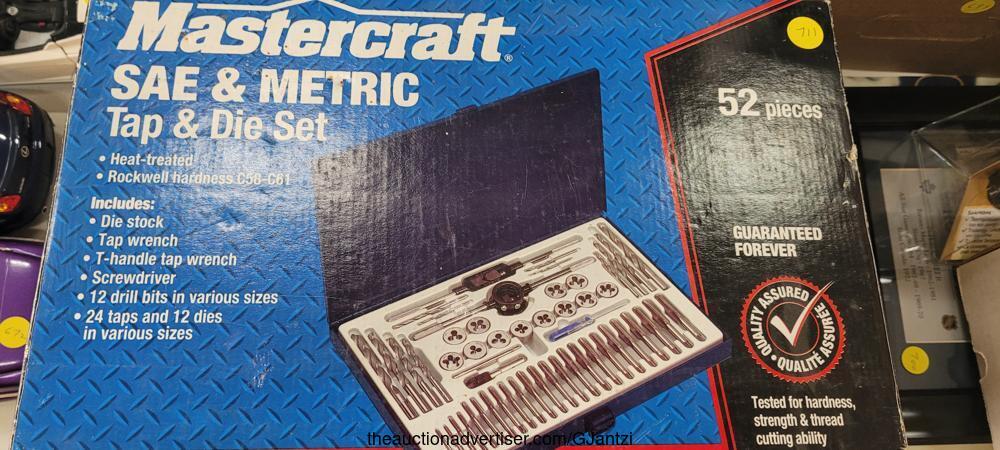 Mastercraft®
SAE & METRIC
Tap & Die Set
• Heat-treated
• Rockwell hardness C56-C61
Includes:
• Die stock
• Tap wrench
• T-handle tap wrench
• Screwdriver
• 12 drill bits in various sizes
• 24 taps and 12 dies
in various sizes
711
52 pieces
GUARANTEED
FOREVER
QUALITY ASSURED
• QUALITÉ ASSURÉE •
Tested for hardness,
strength & thread
cutting ability
theauctionadvertiser.com/GJantzi